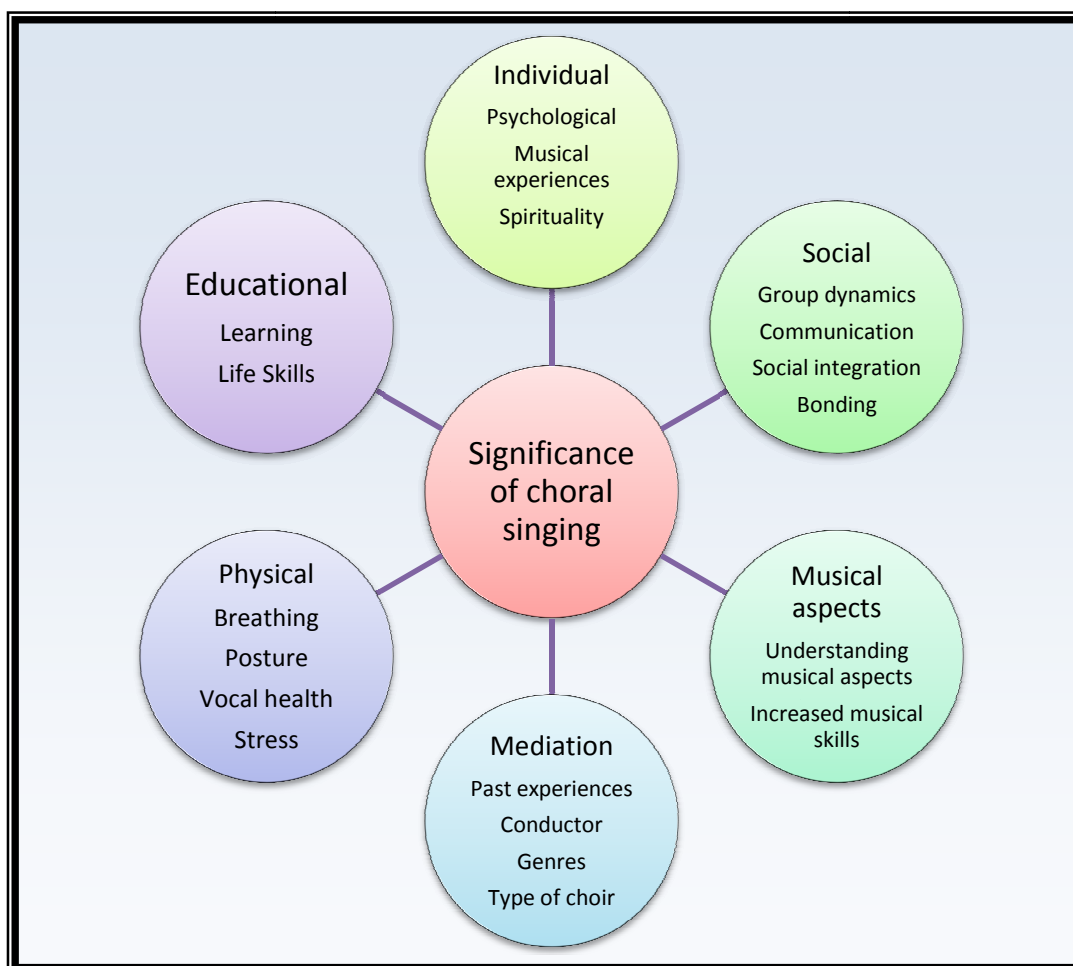 Individual
Psychological
Musical
experiences
Spirituality
Social
Group dynamics
Communication
Social integration
Bonding
Educational
Learning
Life Skills
Significance
of choral
singing
Physical
Breathing
Posture
Vocal health
Stress
Musical
aspects
Understanding
musical aspects
Increased musical
skills
Mediation
Past experiences
Conductor
Genres
Type of choir